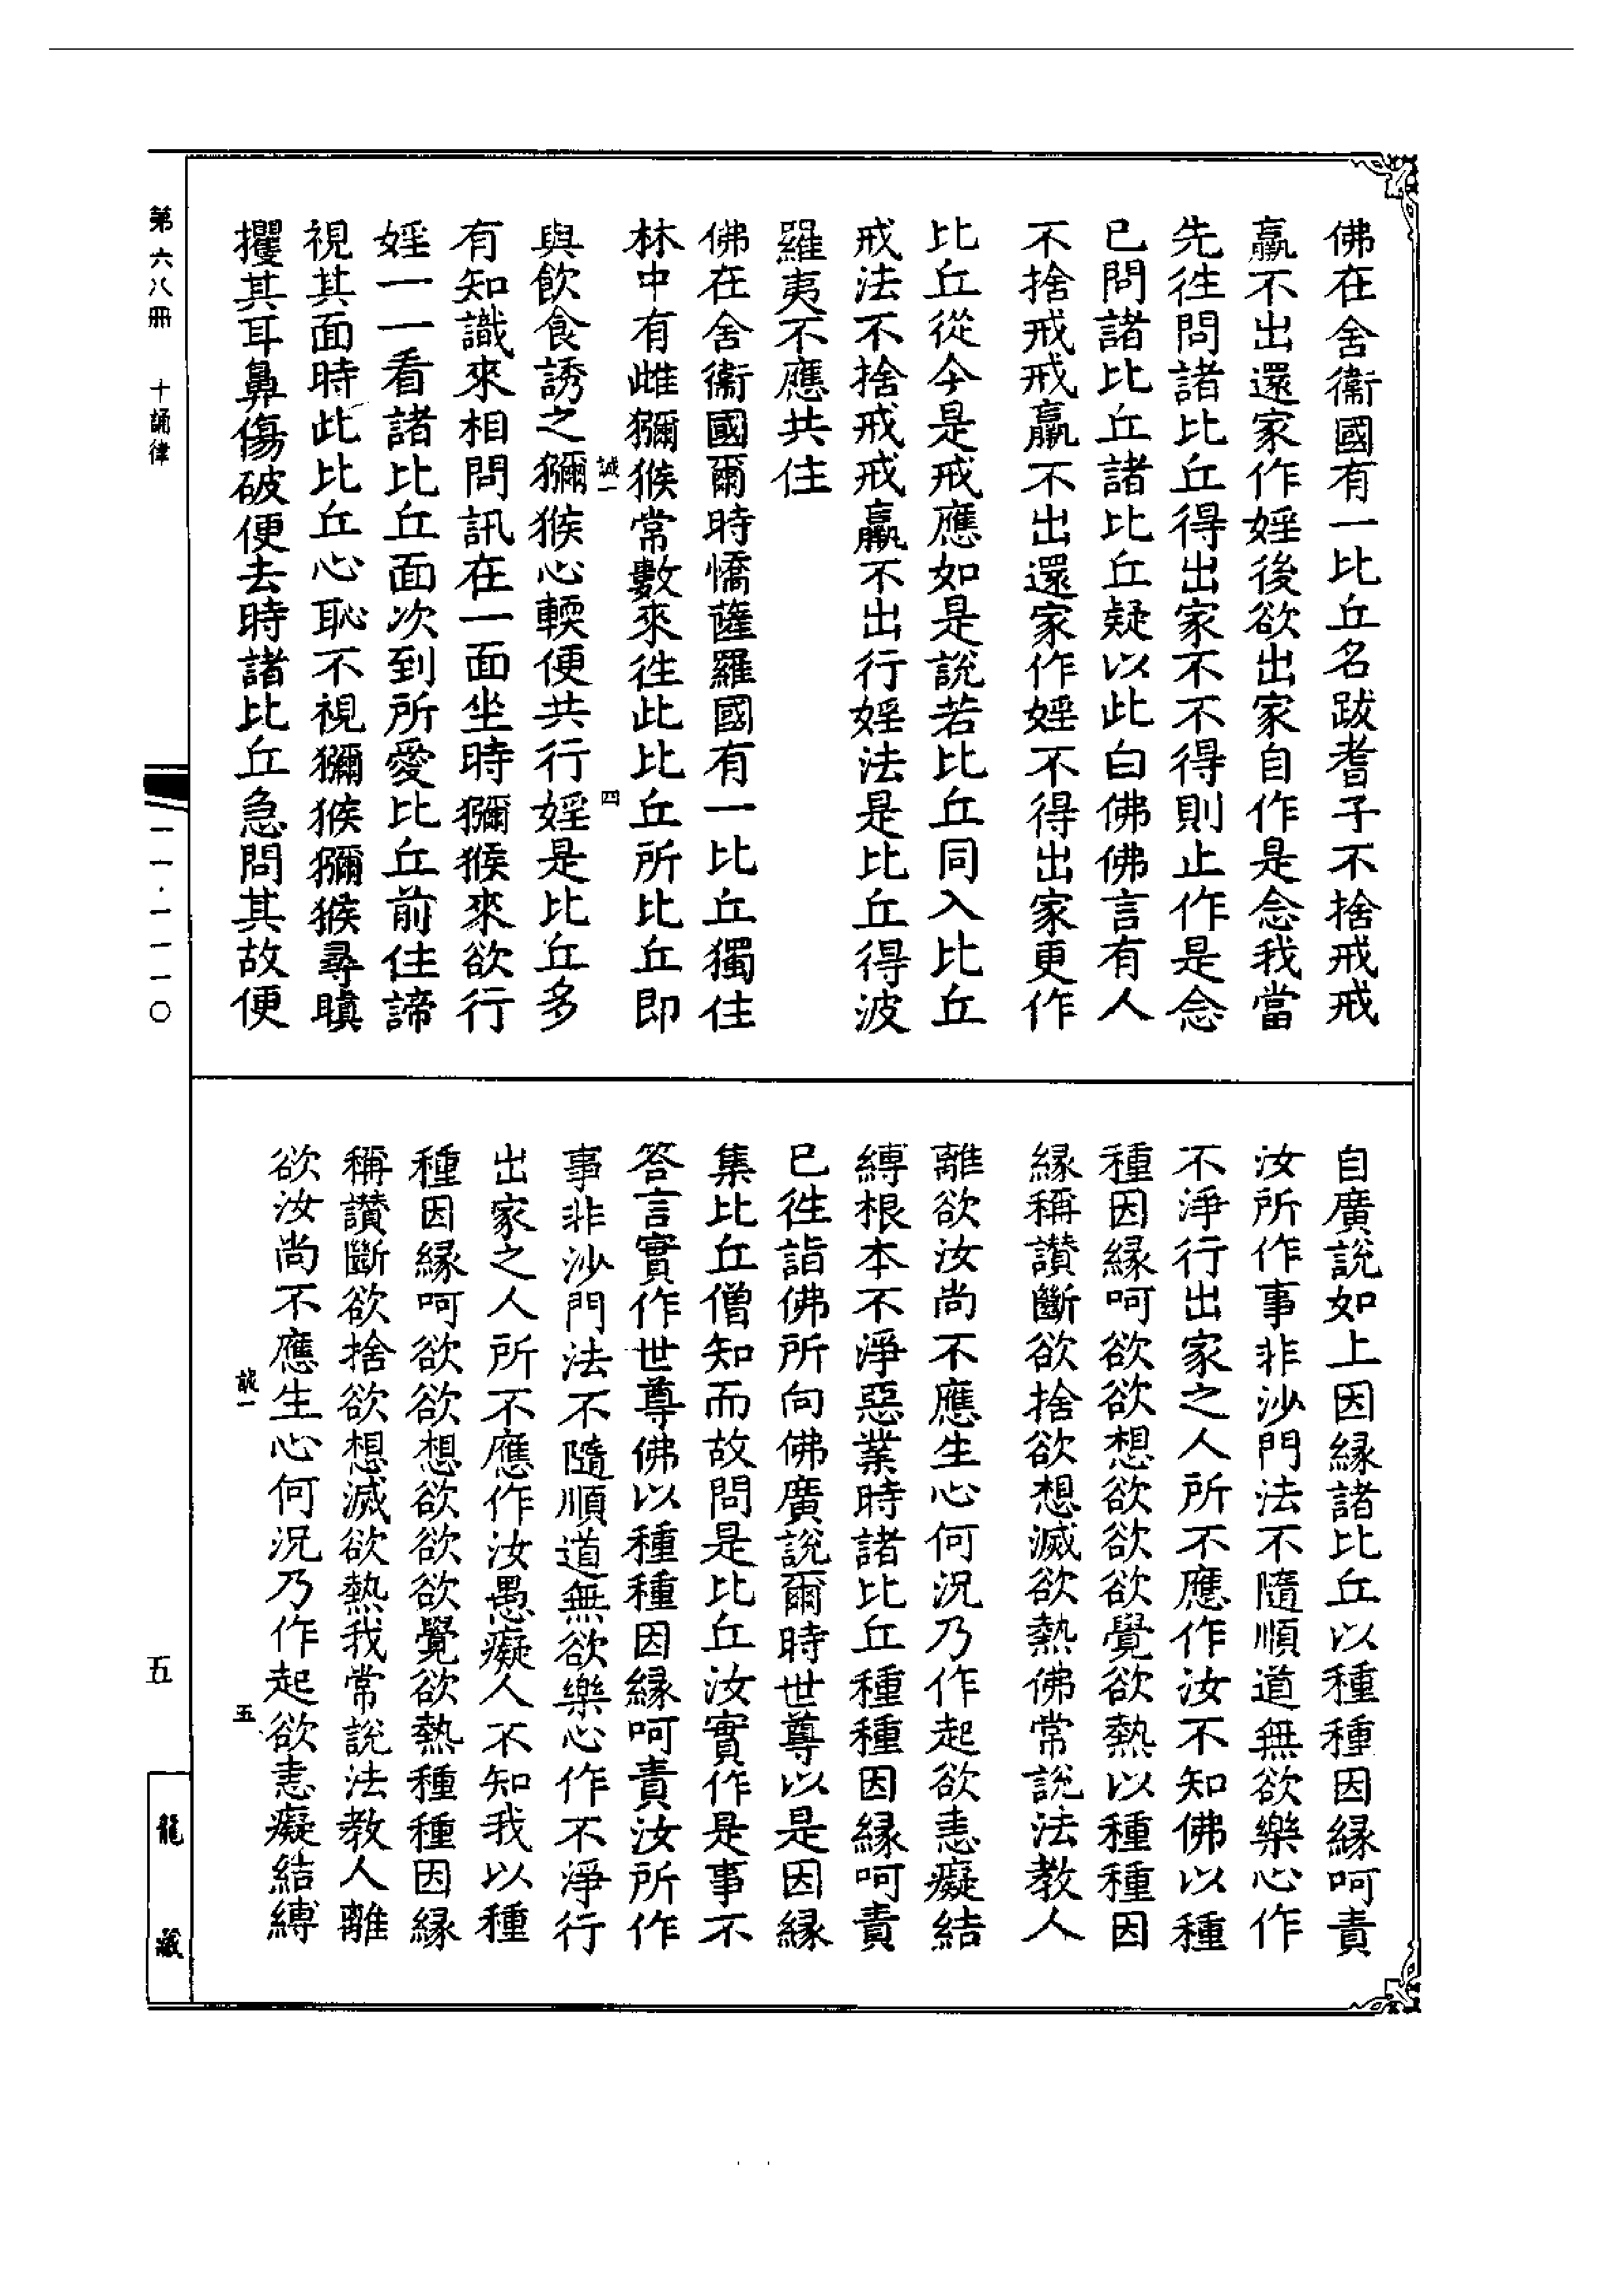 佛在舍衞國有一比丘名跋耆子不捨戒戒
羸不出還家作婬後欲出家自作是念我當
先徃問諸比丘得出家不不得則止作是念
已問諸比丘諸比丘疑以此白佛佛言有人
不捨戒戒羸不出還家作婬不得出家更作
比丘從今是戒應如是說若比丘同入比丘
戒法不捨戒戒羸不出行婬法是比丘得波
羅夷不應共住
佛在舍衞國爾時憍薩羅國有一比丘獨住
林中有雌獼猴常數來徃此比丘所比丘即
誠一
四
與飲食誘之獼猴心輭便共行婬是比丘多
有知識來相問訊在一面坐時獼猴來欲行
婬一一看諸比丘面次到所愛比丘前住諦
視其面時此比丘心恥不視獼猴獼猴尋瞋
攫其耳鼻傷破便去時諸比丘急問其故便
自廣說如上因緣諸比丘以種種因緣呵責
汝所作事非沙門法不隨順道無欲樂心作
不淨行出家之人所不應作汝不知佛以種
種因緣呵欲欲想欲欲欲覺欲熱以種種因
緣稱讃斷欲捨欲想滅欲熱佛常說法教人
離欲汝尚不應生心何況乃作起欲恚癡結
縛根本不淨惡業時諸比丘種種因緣呵責
已徃詣佛所向佛廣說爾時世尊以是因緣
集比丘僧知而故問是比丘汝實作是事不
答言實作世尊佛以種種因緣呵責汝所作
事非沙門法不隨順道無欲樂心作不淨行
出家之人所不應作汝愚癡人不知我以種
種因緣呵欲欲想欲欲欲覺欲熱種種因緣
稱讃斷欲捨欲想滅欲熱我常說法教人離
欲汝尚不應生心何況乃作起欲恚癡結縛
誠一
五
第六八冊 十誦律
一一·一一一〇
五
龍藏